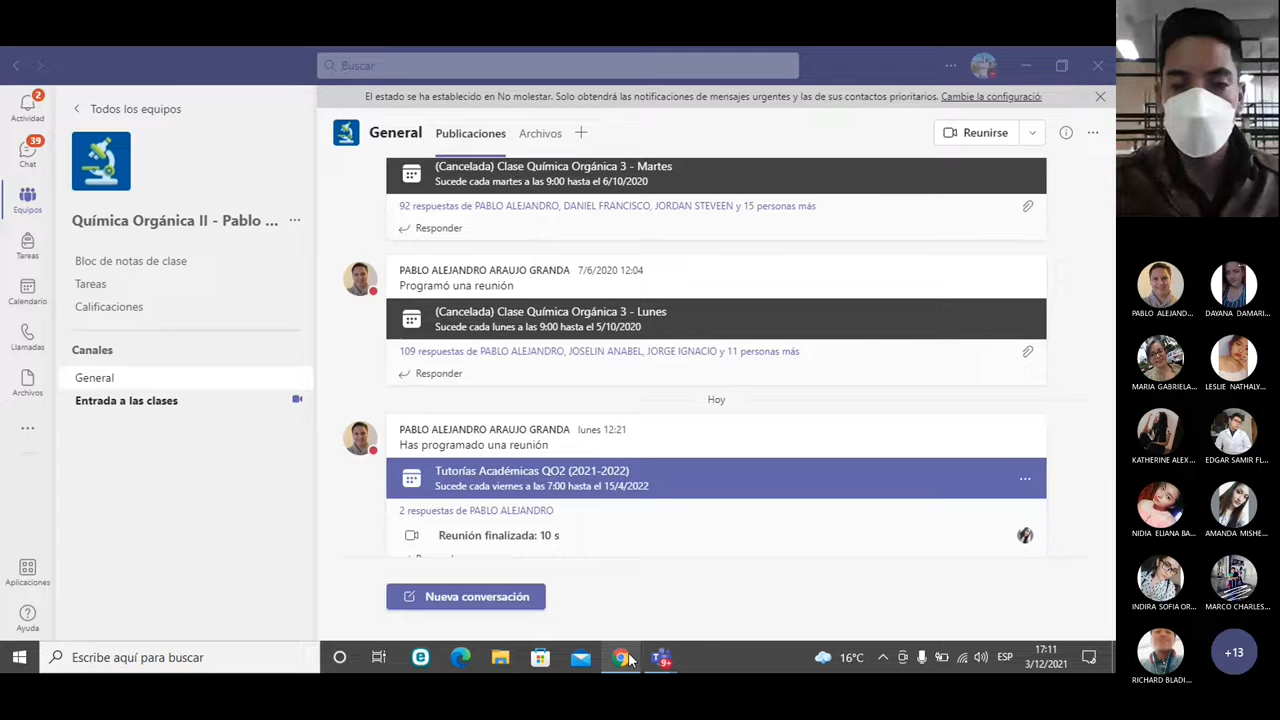 Buscar
El estado se ha establecido en No molestar. Solo obtendrá las notificaciones de mensajes urgentes y las de sus contactos prioritarios. Cambie la configuració
2
Actividad
39
Chat
Equipos
Tareas
Calendario
Llamadas
Archivos
Aplicaciones
Ayuda
Todos los equipos
Química Orgánica II - Pablo ...
Bloc de notas de clase
Tareas
Calificaciones
Canales
General
Entrada a las clases
General Publicaciones Archivos
Reunirse
(Cancelada) Clase Química Orgánica 3 - Martes
Sucede cada martes a las 9:00 hasta el 6/10/2020
92 respuestas de PABLO ALEJANDRO, DANIEL FRANCISCO, JORDAN STEVEEN y 15 personas más
Responder
PABLO ALEJANDRO ARAUJO GRANDA 7/6/2020 12:04
Programó una reunión
(Cancelada) Clase Química Orgánica 3 - Lunes
Sucede cada lunes a las 9:00 hasta el 5/10/2020
109 respuestas de PABLO ALEJANDRO, JOSELIN ANABEL, JORGE IGNACIO y 11 personas más
Responder
Hoy
PABLO ALEJANDRO ARAUJO GRANDA lunes 12:21
Has programado una reunión
Tutorías Académicas QO2 (2021-2022)
Sucede cada viernes a las 7:00 hasta el 15/4/2022
2 respuestas de PABLO ALEJANDRO
Reunión finalizada: 10 s
Nueva conversación
Escribe aquí para buscar
9+
16°C
ESP
17:11
3/12/2021
PABLO ALEJAND... DAYANA DAMARI...
MARIA GABRIELA... LESLIE NATHALY...
KATHERINE ALEX ... EDGAR SAMIR FL...
NIDIA ELIANA BA... AMANDA MISHE...
INDIRA SOFIA OR... MARCO CHARLES...
RICHARD BLADI...
+13